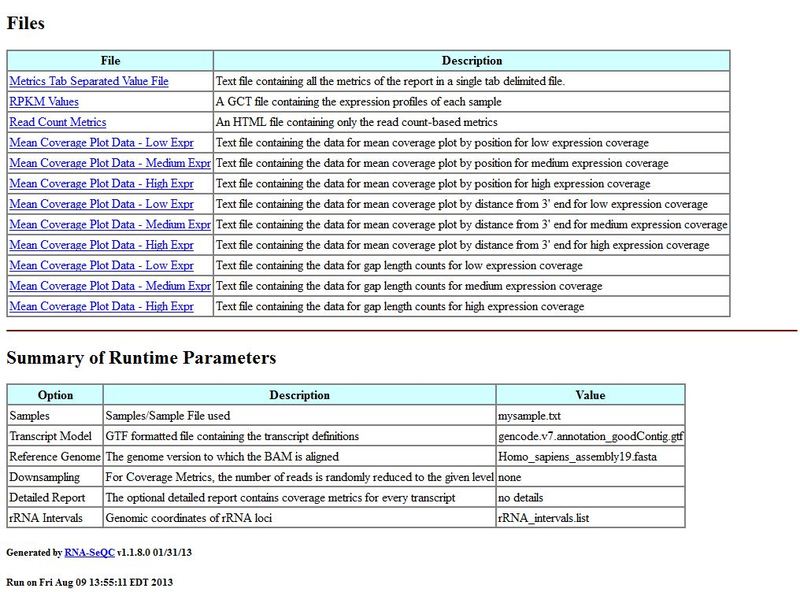 Files
File Description
Metrics Tab Separated Value File Text file containing all the metrics of the report in a single tab delimited file.
RPKM Values A GCT file containing the expression profiles of each sample
Read Count Metrics An HTML file containing only the read count-based metrics
Mean Coverage Plot Data - Low Expr Text file containing the data for mean coverage plot by position for low expression coverage
Mean Coverage Plot Data - Medium Expr Text file containing the data for mean coverage plot by position for medium expression coverage
Mean Coverage Plot Data - High Expr Text file containing the data for mean coverage plot by position for high expression coverage
Mean Coverage Plot Data - Low Expr Text file containing the data for mean coverage plot by distance from 3' end for low expression coverage
Mean Coverage Plot Data - Medium Expr Text file containing the data for mean coverage plot by distance from 3' end for medium expression coverage
Mean Coverage Plot Data - High Expr Text file containing the data for mean coverage plot by distance from 3' end for high expression coverage
Mean Coverage Plot Data - Low Expr Text file containing the data for gap length counts for low expression coverage
Mean Coverage Plot Data - Medium Expr Text file containing the data for gap length counts for medium expression coverage
Mean Coverage Plot Data - High Expr Text file containing the data for gap length counts for high expression coverage
Summary of Runtime Parameters
Option Description Value
Samples Samples/Sample File used mysample.txt
Transcript Model GTF formatted file containing the transcript definitions gencode.v7.annotation_goodContig.gtf
Reference Genome The genome version to which the BAM is aligned Homo_sapiens_assembly19.fasta
Downsampling For Coverage Metrics, the number of reads is randomly reduced to the given level none
Detailed Report The optional detailed report contains coverage metrics for every transcript no details
rRNA Intervals Genomic coordinates of rRNA loci rRNA_intervals.list
Generated by RNA-SeQC v1.1.8.0 01/31/13
Run on Fri Aug 09 13:55:11 EDT 2013